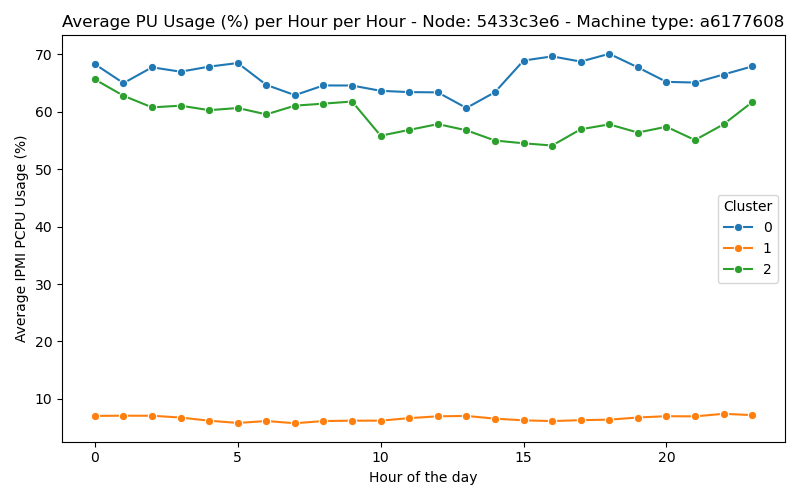 Average PU Usage (%) per Hour per Hour - Node: 5433c3e6 - Machine type: a6177608
Average IPMI PCPU Usage (%)
70
60
50
40
30
20
10
Cluster
0
1
2
0 5 10 15 20
Hour of the day